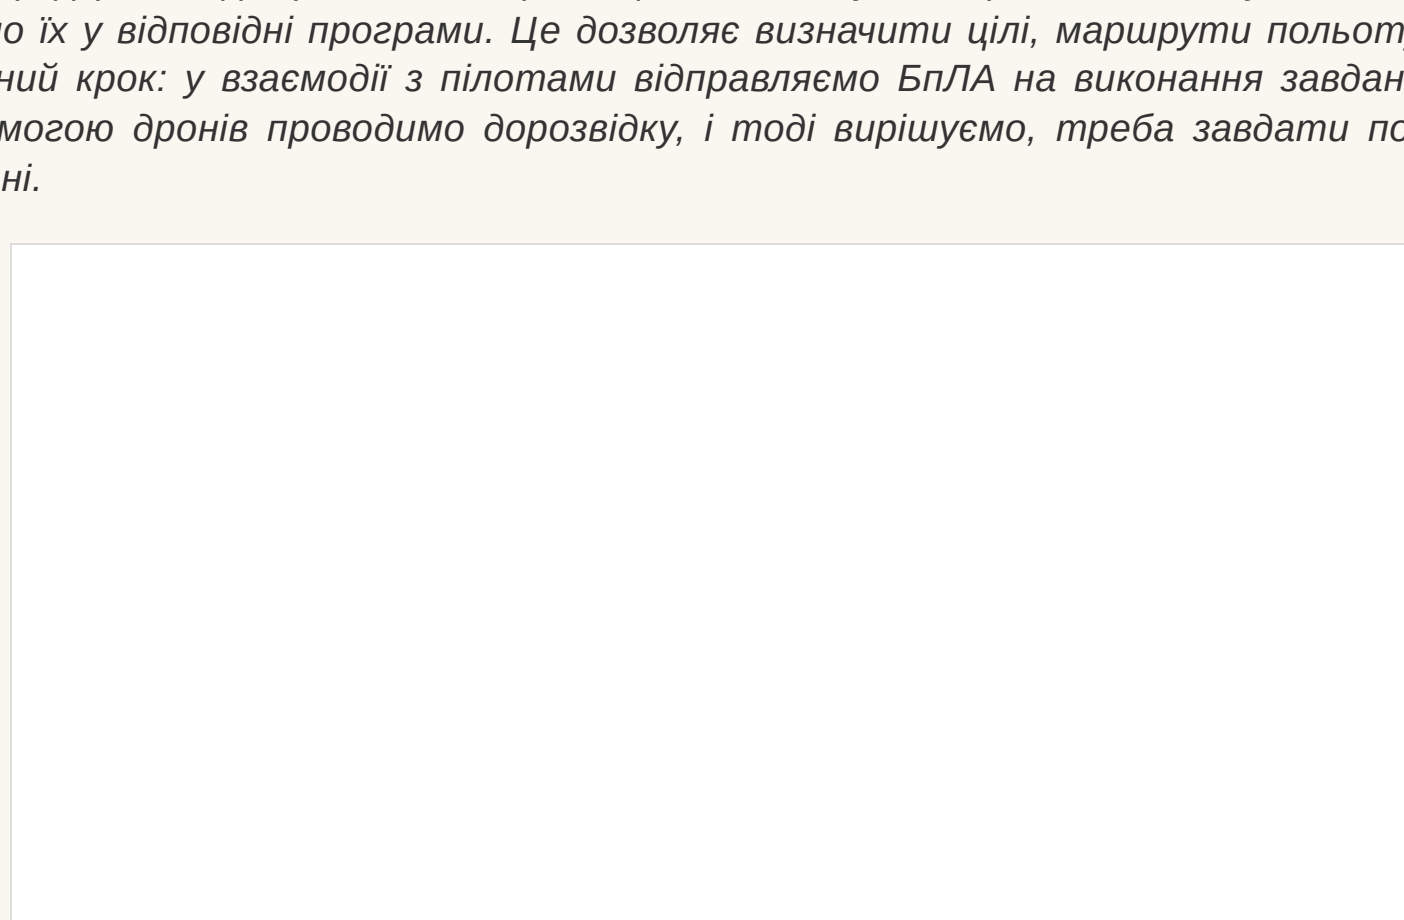 їх у відповідні програми. Це дозволяє визначити цілі, маршрути
крок: у взаємодії з пілотами відправляємо БпЛА на виконання
дронів проводимо дорозвідку, і тоді вирішуємо, треба завдати